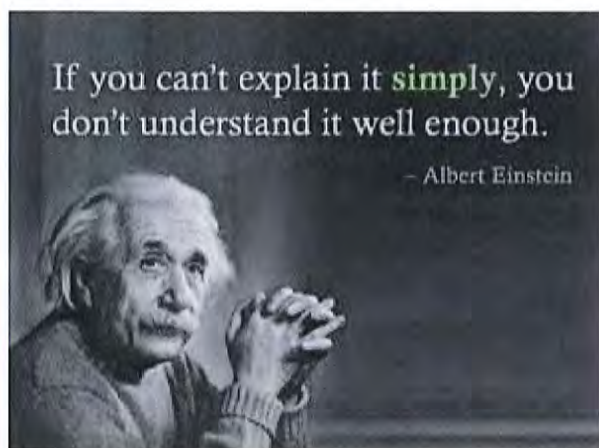 If you can't explain it simply, you
don't understand it well enough.
– Albert Einstein